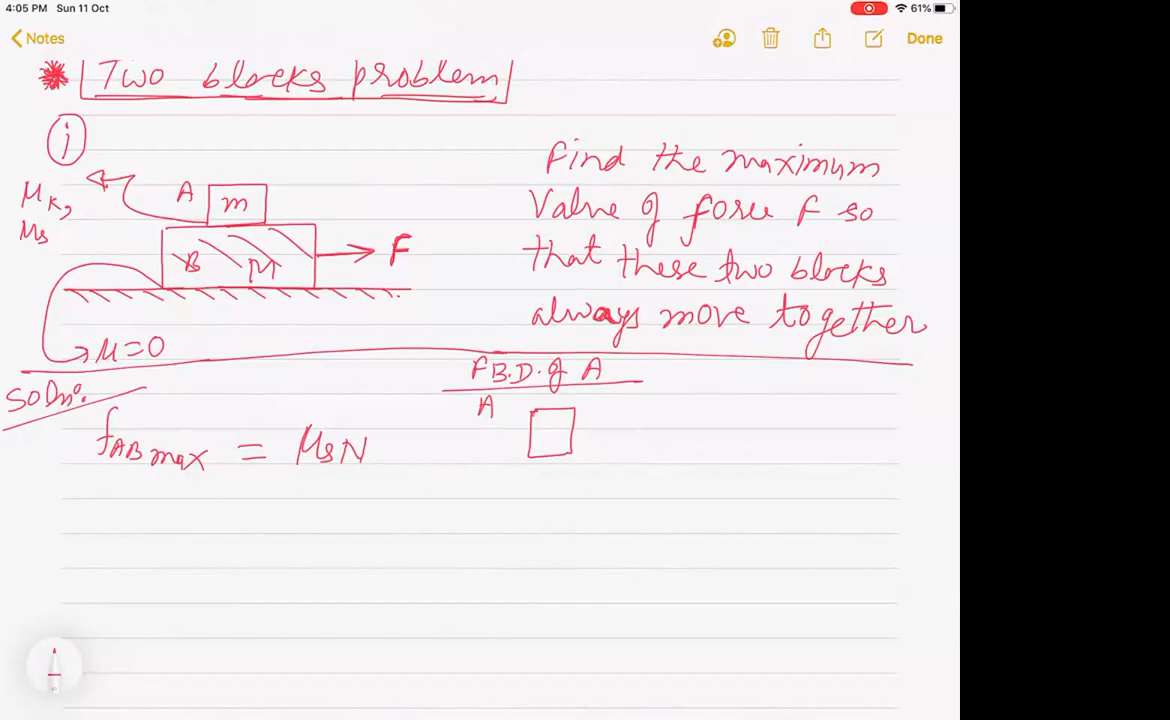 4:05 PM Sun 11 Oct
61%
Notes
Done
Two blocks problem
i
Find the maximum
Value of force F so
that these two blocks
always move together
μk,
μs
A
m
B
M
F
μ=0
Soln:
F.B.D. of A
A
fAB max = μsN